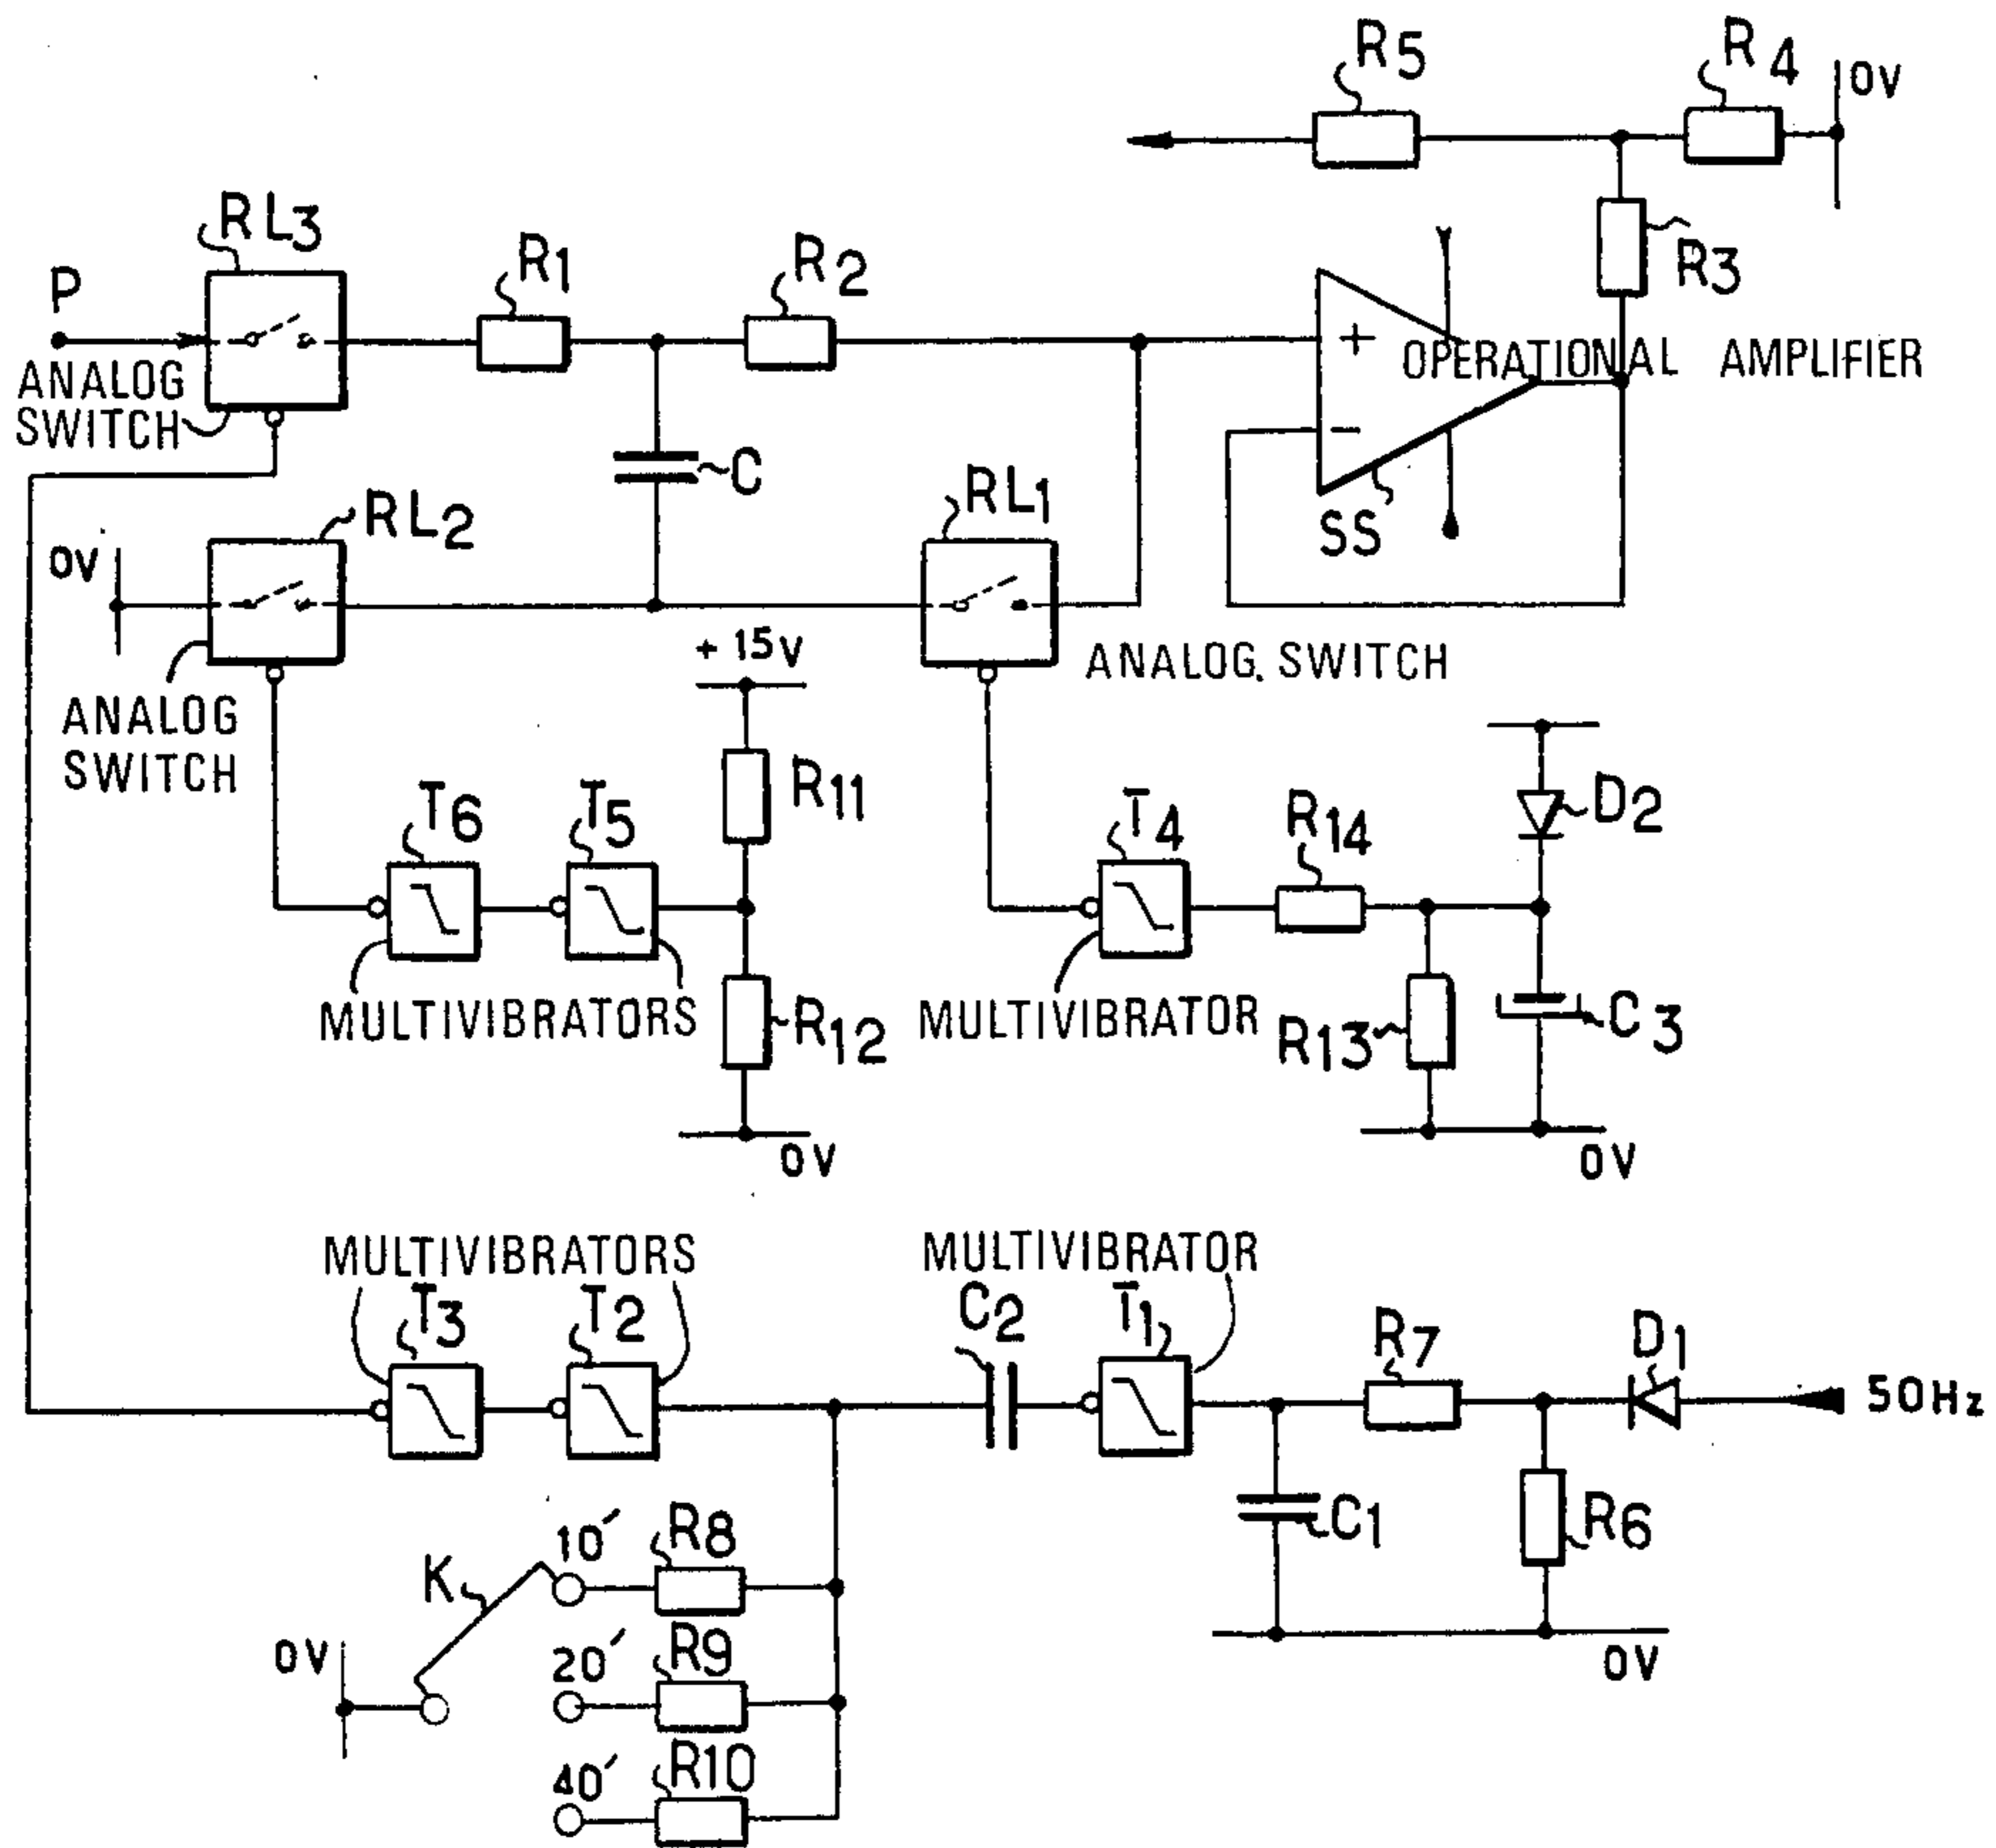 R5
R4
0V
RL3
P
R1
R2
R3
ANALOG
SWITCH
+
OPERATIONAL AMPLIFIER
−
C
RL1
SS
RL2
0V
+15V
ANALOG SWITCH
ANALOG
SWITCH
R11
D2
T6
T5
T4
R14
MULTIVIBRATORS
R12
MULTIVIBRATOR
R13
C3
0V
0V
MULTIVIBRATORS
MULTIVIBRATOR
T3
T2
C2
T1
R7
D1
50Hz
C1
R6
10′
R8
K
0V
20′
R9
0V
40′
R10